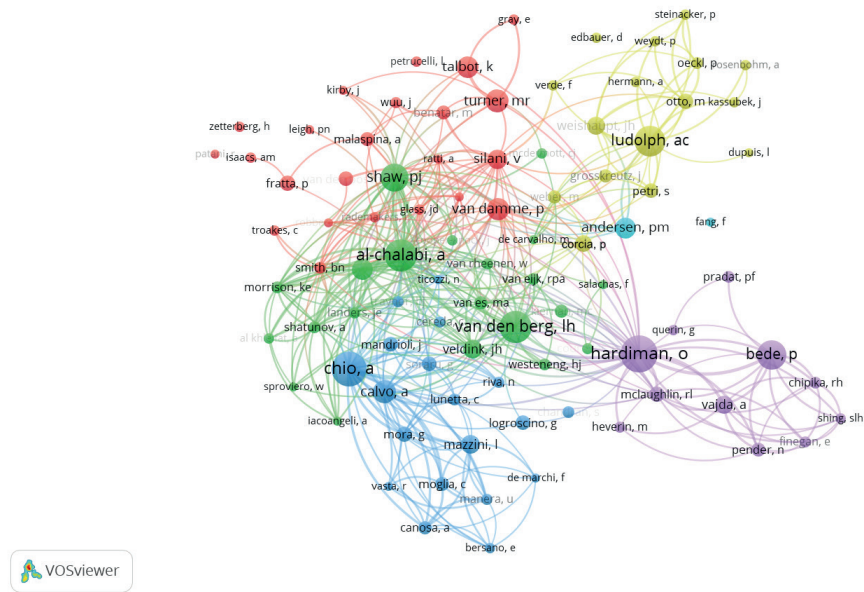 steinacker, p
gray, e
edbauer, d
weydt, p
petrucelli, l
talbot, k
oeckl, p
rosenbohm, a
hermann, a
verde, f
kirby, j
wuu, j
turner, mr
otto, m
kassubek, j
benatar, m
zetterberg, h
leigh, pn
weishaupt, jh
malaspina, a
ludolph, ac
isaacs, am
ratti, a
silani, v
dupuis, l
fratta, p
shaw, pj
grosskreutz, j
petri, s
weber, m
glass, jd
van damme, p
rademakers, r
andersen, pm
fang, f
troakes, c
de carvalho, m
corcia, p
al-chalabi, a
smith, bn
van rheenen, w
pradat, pf
morrison, ke
ticozzi, n
van eijk, rpa
salachas, f
landers, je
van es, ma
shatunov, a
cereda, c
van den berg, lh
querin, g
mandrioli, j
veldink, jh
hardiman, o
bede, p
westeneng, hj
chio, a
sproviero, w
calvo, a
riva, n
mclaughlin, rl
chipika, rh
lunetta, c
vajda, a
iacoangeli, a
logroscino, g
shing, slh
mora, g
heverin, m
mazzini, l
pender, n
finegan, e
vasta, r
moglia, c
de marchi, f
manera, u
canosa, a
bersano, e
VOSviewer